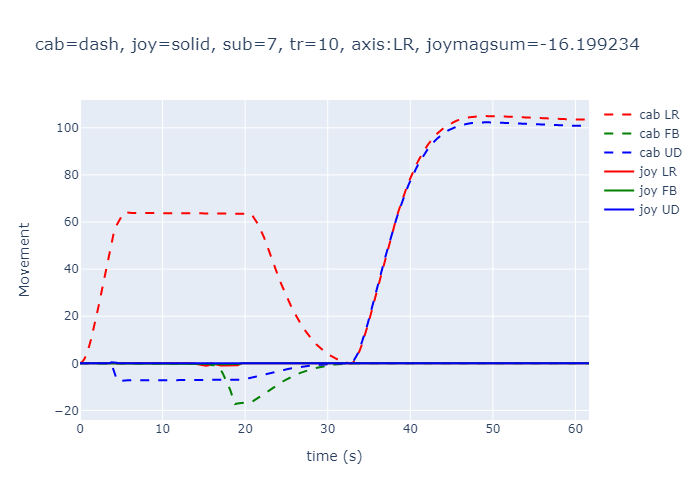 cab=dash, joy=solid, sub=7, tr=10, axis:LR, joymagsum=-16.199234
cab LR
cab FB
cab UD
joy LR
joy FB
joy UD
Movement
100
80
60
40
20
0
−20
0 10 20 30 40 50 60
time (s)